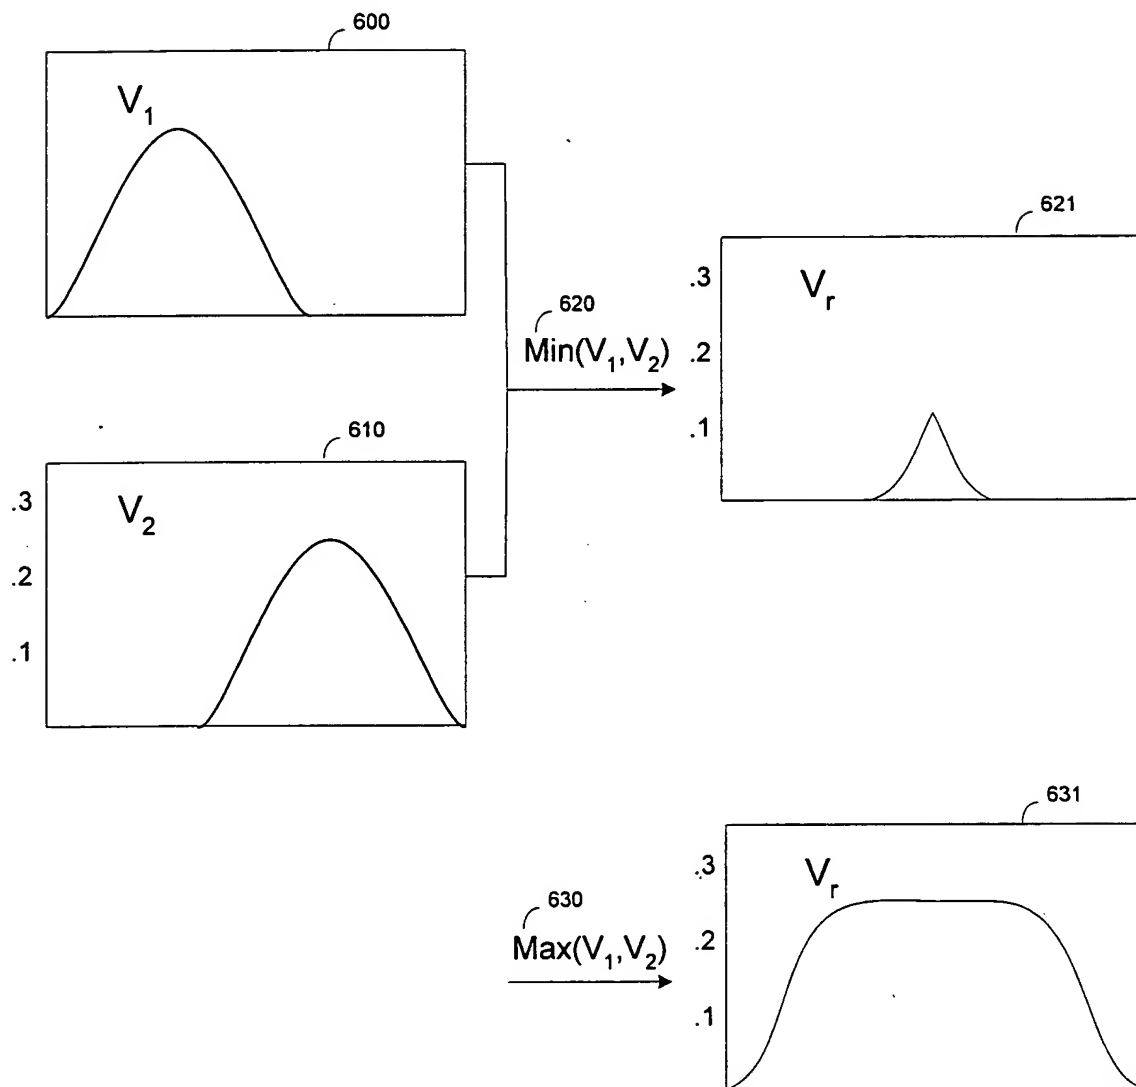 600
V1
621
.3
Vr
620
.2
Min(V1,V2)
.1
610
.3
V2
.2
.1
631
.3
Vr
630
.2
Max(V1,V2)
.1